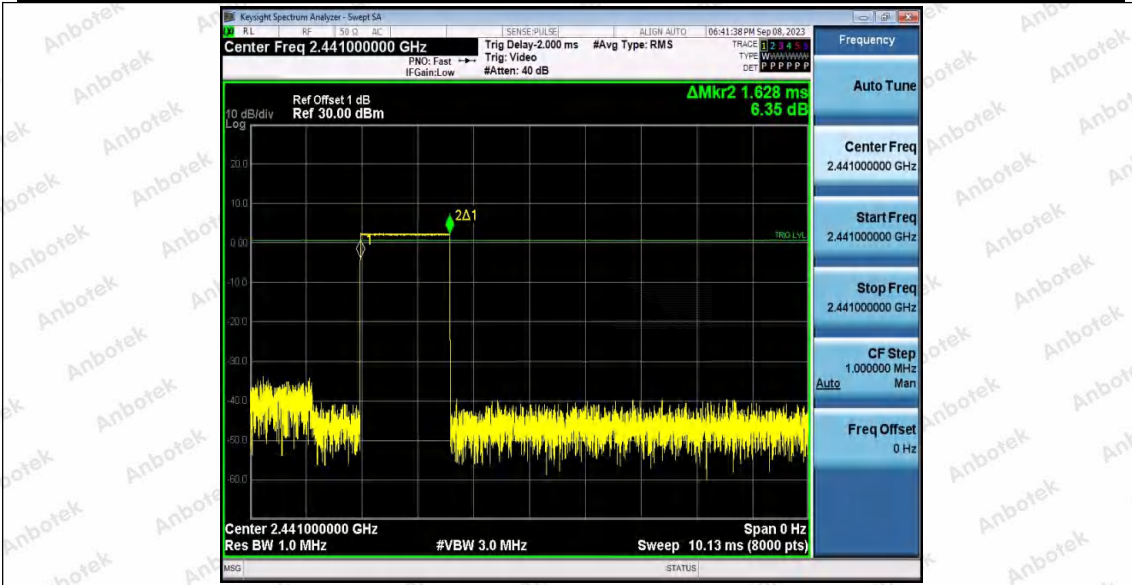 Keysight Spectrum Analyzer - Swept SA
RL RF 50 Ω AC SENSE:PULSE ALIGN AUTO 06:41:38 PM Sep 08, 2023
Center Freq 2.441000000 GHz
PNO: Fast
IFGain:Low
Trig Delay-2.000 ms
Trig: Video
#Atten: 40 dB
#Avg Type: RMS
TRACE 1 2 3 4 5 6
TYPE W
DET P P P P P P
Ref Offset 1 dB
10 dB/div Ref 30.00 dBm
Log
ΔMkr2 1.628 ms
6.35 dB
20.0
10.0
0.00
-10.0
-20.0
-30.0
-40.0
-50.0
-60.0
1
2Δ1
TRIG LVL
Center 2.441000000 GHz
Span 0 Hz
Res BW 1.0 MHz
#VBW 3.0 MHz
Sweep 10.13 ms (8000 pts)
MSG STATUS
Frequency
Auto Tune
Center Freq
2.441000000 GHz
Start Freq
2.441000000 GHz
Stop Freq
2.441000000 GHz
CF Step
1.000000 MHz
Auto Man
Freq Offset
0 Hz
Anbotek